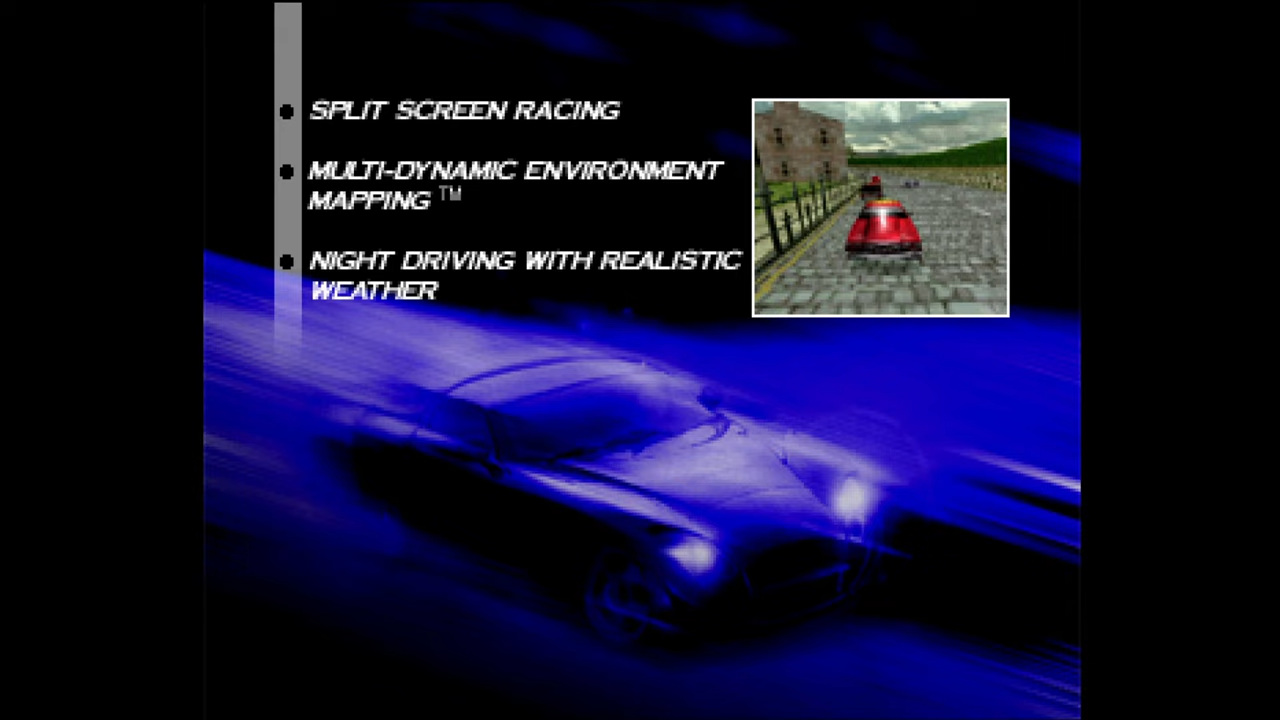 SPLIT SCREEN RACING
MULTI-DYNAMIC ENVIRONMENT
MAPPING ™
NIGHT DRIVING WITH REALISTIC
WEATHER